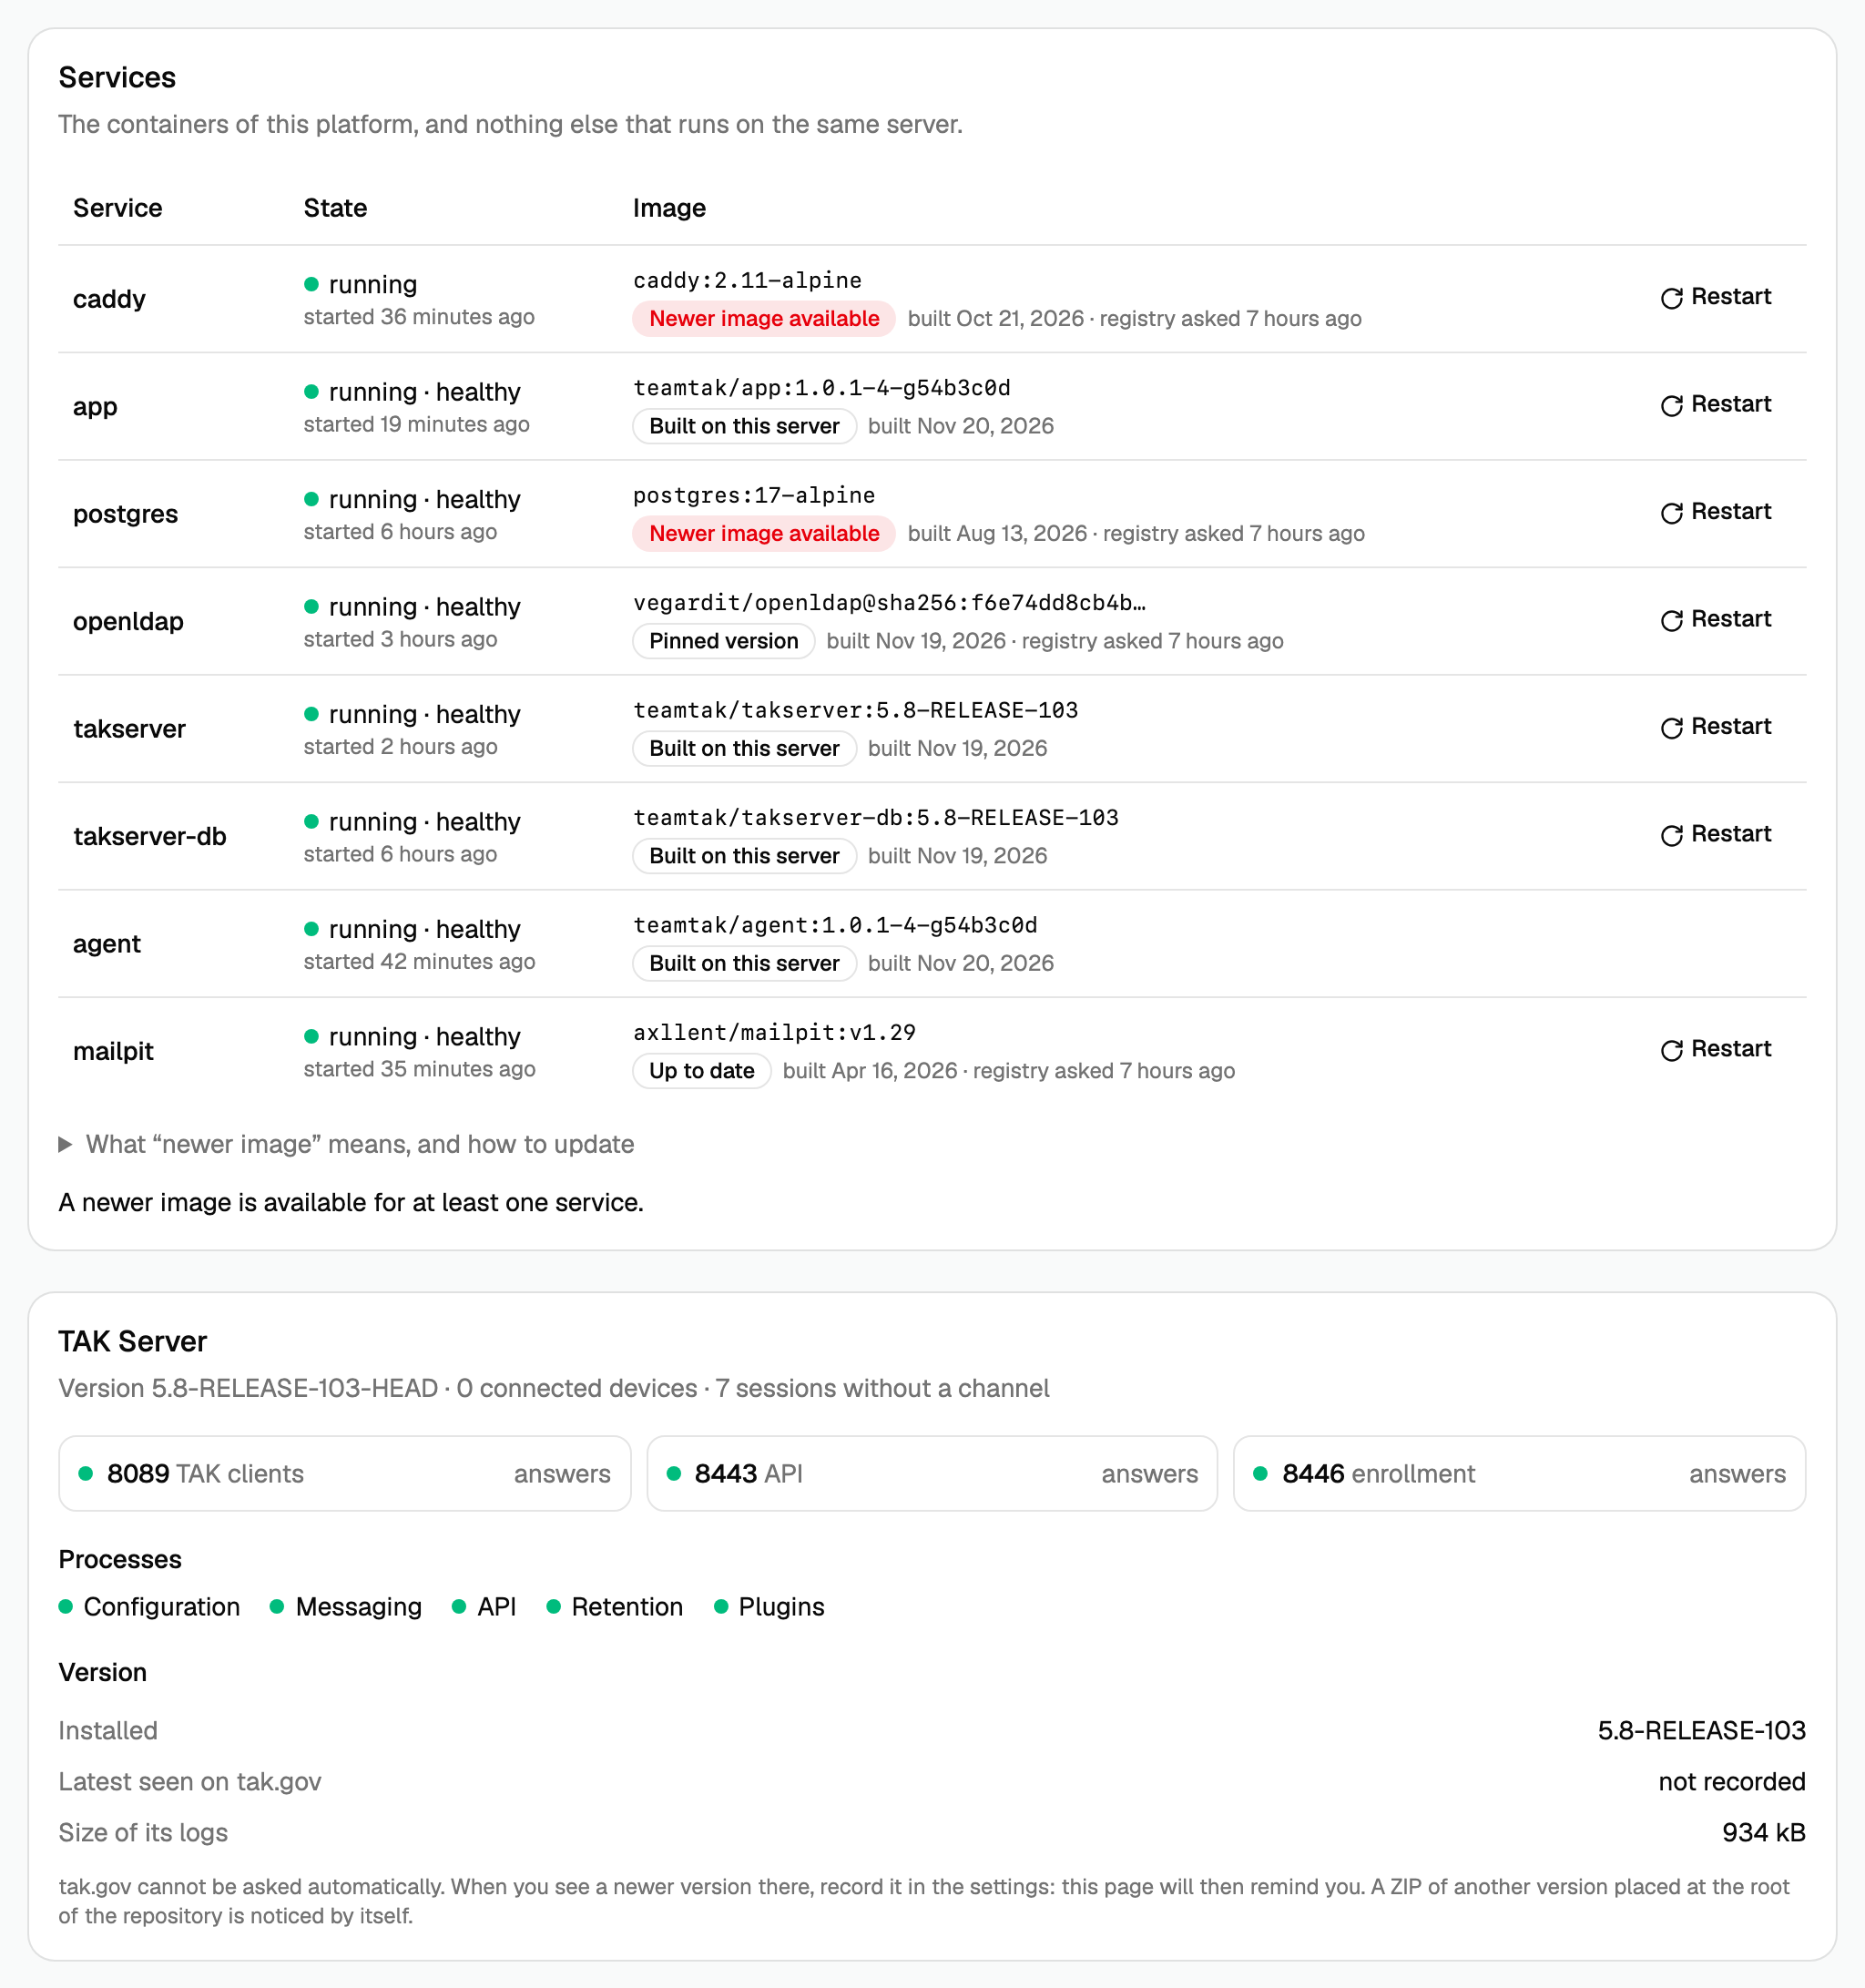 Services
The containers of this platform, and nothing else that runs on the same server.
Service State Image
caddy
running
started 36 minutes ago
caddy:2.11-alpine
Newer image available built Oct 21, 2026 · registry asked 7 hours ago
Restart
app
running · healthy
started 19 minutes ago
teamtak/app:1.0.1-4-g54b3c0d
Built on this server built Nov 20, 2026
Restart
postgres
running · healthy
started 6 hours ago
postgres:17-alpine
Newer image available built Aug 13, 2026 · registry asked 7 hours ago
Restart
openldap
running · healthy
started 3 hours ago
vegardit/openldap@sha256:f6e74dd8cb4b…
Pinned version built Nov 19, 2026 · registry asked 7 hours ago
Restart
takserver
running · healthy
started 2 hours ago
teamtak/takserver:5.8-RELEASE-103
Built on this server built Nov 19, 2026
Restart
takserver-db
running · healthy
started 6 hours ago
teamtak/takserver-db:5.8-RELEASE-103
Built on this server built Nov 19, 2026
Restart
agent
running · healthy
started 42 minutes ago
teamtak/agent:1.0.1-4-g54b3c0d
Built on this server built Nov 20, 2026
mailpit
running · healthy
started 35 minutes ago
axllent/mailpit:v1.29
Up to date built Apr 16, 2026 · registry asked 7 hours ago
Restart
What “newer image” means, and how to update
A newer image is available for at least one service.
TAK Server
Version 5.8-RELEASE-103-HEAD · 0 connected devices · 7 sessions without a channel
8089 TAK clients answers
8443 API answers
8446 enrollment answers
Processes
Configuration Messaging API Retention Plugins
Version
Installed 5.8-RELEASE-103
Latest seen on tak.gov not recorded
Size of its logs 934 kB
tak.gov cannot be asked automatically. When you see a newer version there, record it in the settings: this page will then remind you. A ZIP of another version placed at the root
of the repository is noticed by itself.